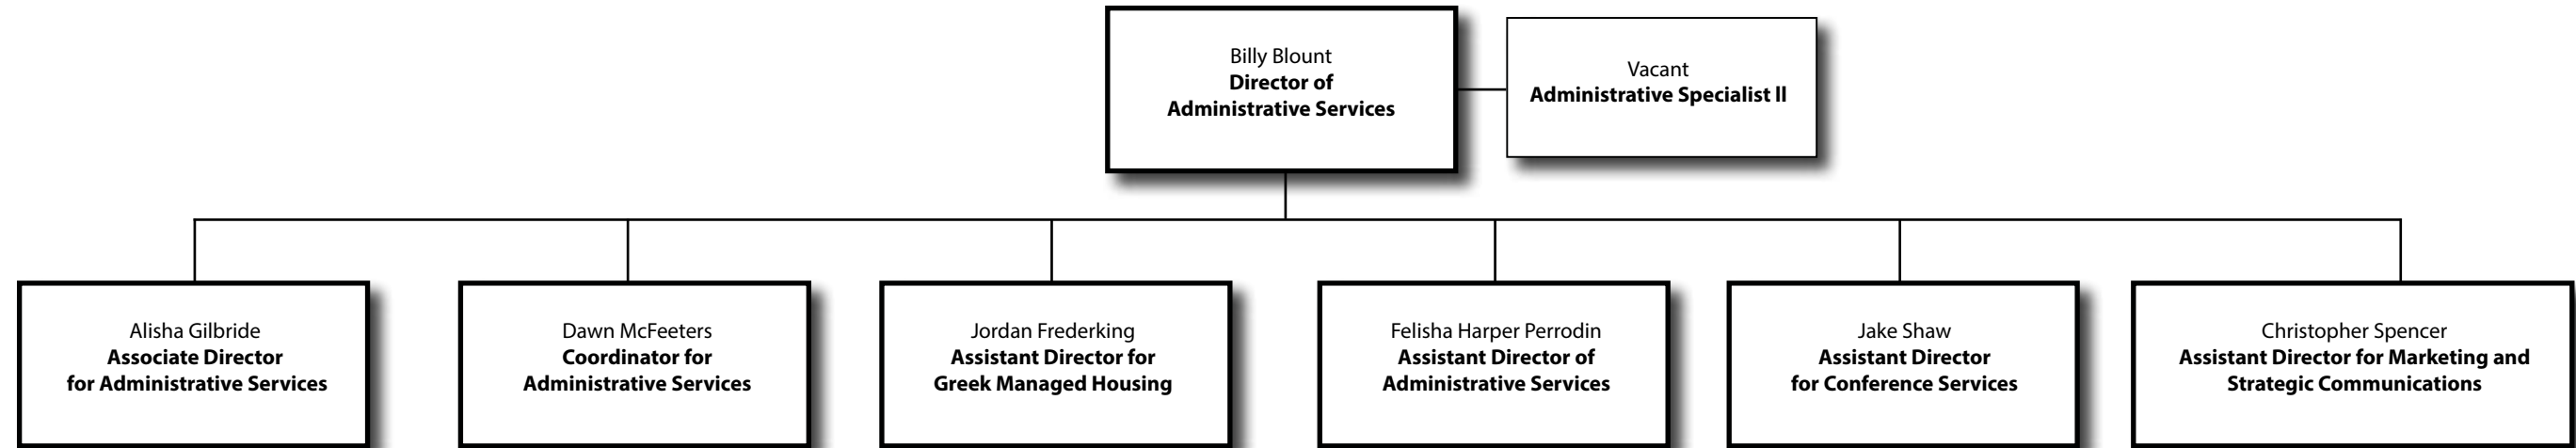 Billy Blount
Director of
Administrative Services
Vacant
Administrative Specialist ll
Alisha Gilbride
Associate Director
for Administrative Services
Dawn McFeeters
Coordinator for
Administrative Services
Jordan Frederking
Assistant Director for
Greek Managed Housing
Felisha Harper Perrodin
Assistant Director of
Administrative Services
Jake Shaw
Assistant Director
for Conference Services
Christopher Spencer
Assistant Director for Marketing and
Strategic Communications